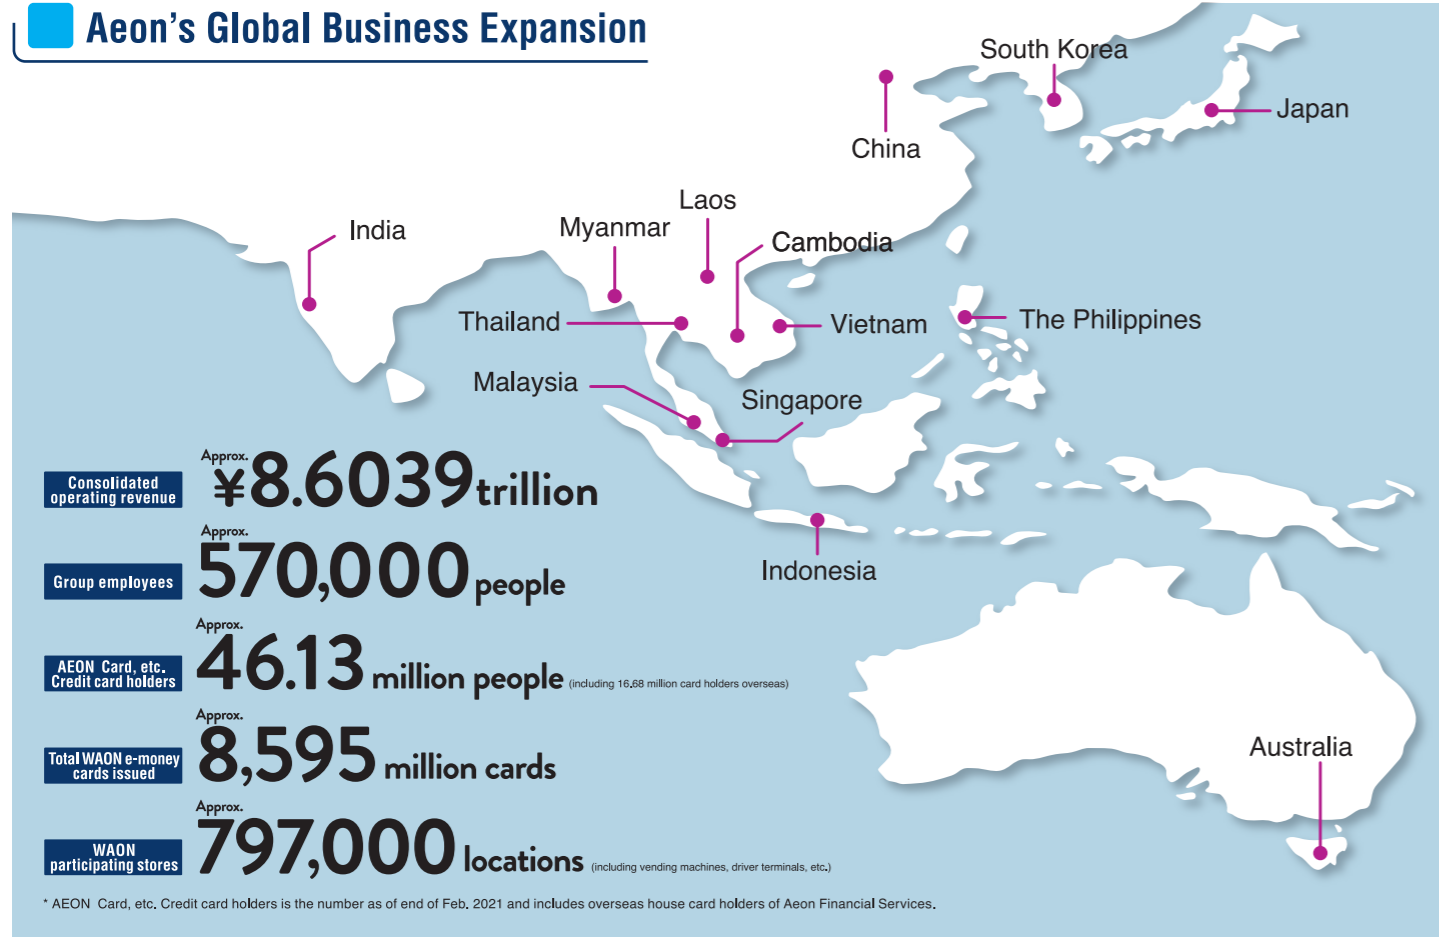 Aeon's Global Business Expansion
South Korea
Japan
China
Laos
India
Myanmar
Cambodia
Thailand
Vietnam
The Philippines
Malaysia
Singapore
Indonesia
Australia
Consolidated
operating revenue
Approx.
¥8.6039 trillion
Group employees
Approx.
570,000 people
AEON Card, etc.
Credit card holders
Approx.
46.13 million people (including 16.68 million card holders overseas)
Total WAON e-money
cards issued
Approx.
8,595 million cards
WAON
participating stores
Approx.
797,000 locations (including vending machines, driver terminals, etc.)
* AEON Card, etc. Credit card holders is the number as of end of Feb. 2021 and includes overseas house card holders of Aeon Financial Services.